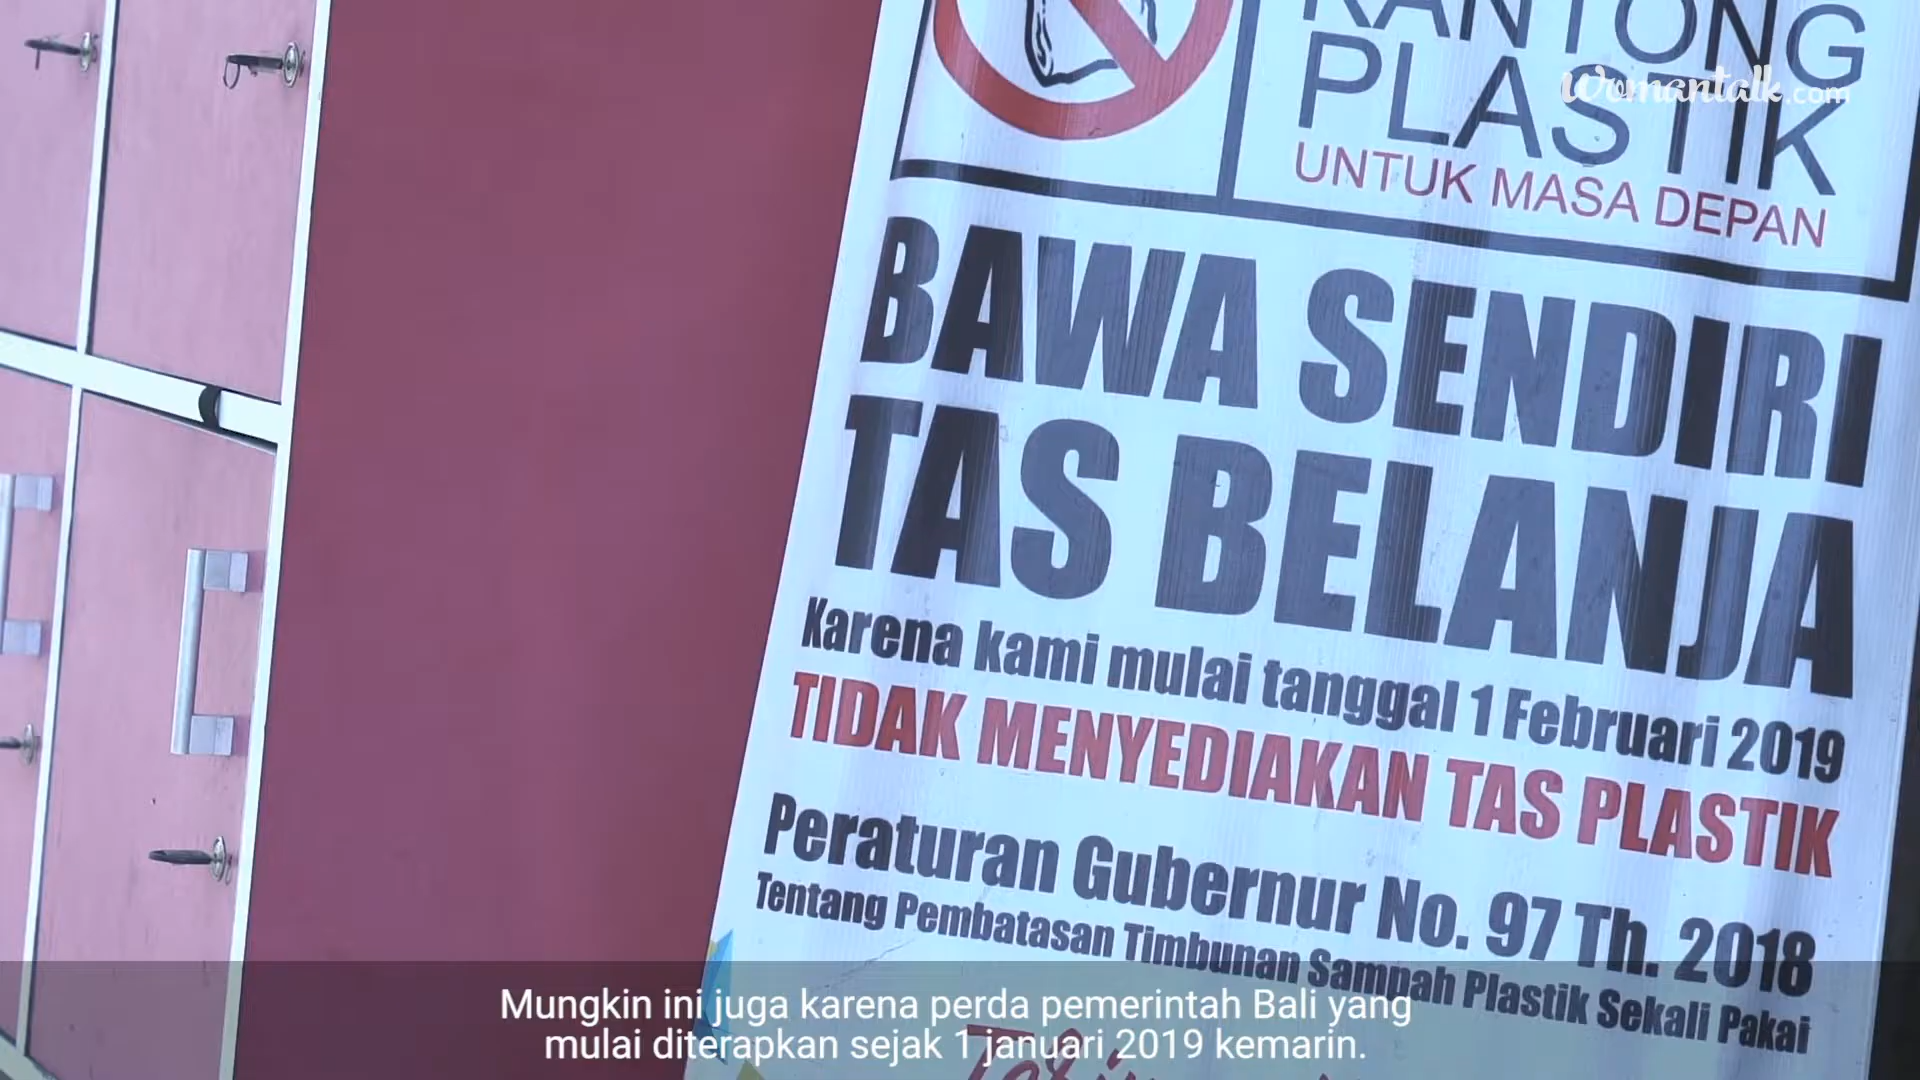 KANTONG
PLASTIK
Womantalk.com
UNTUK MASA DEPAN
BAWA SENDIRI
TAS BELANJA
Karena kami mulai tanggal 1 Februari 2019
TIDAK MENYEDIAKAN TAS PLASTIK
Peraturan Gubernur No. 97 Th. 2018
Tentang Pembatasan Timbunan Sampah Plastik Sekali Pakai
Mungkin ini juga karena perda pemerintah Bali yang
mulai diterapkan sejak 1 januari 2019 kemarin.